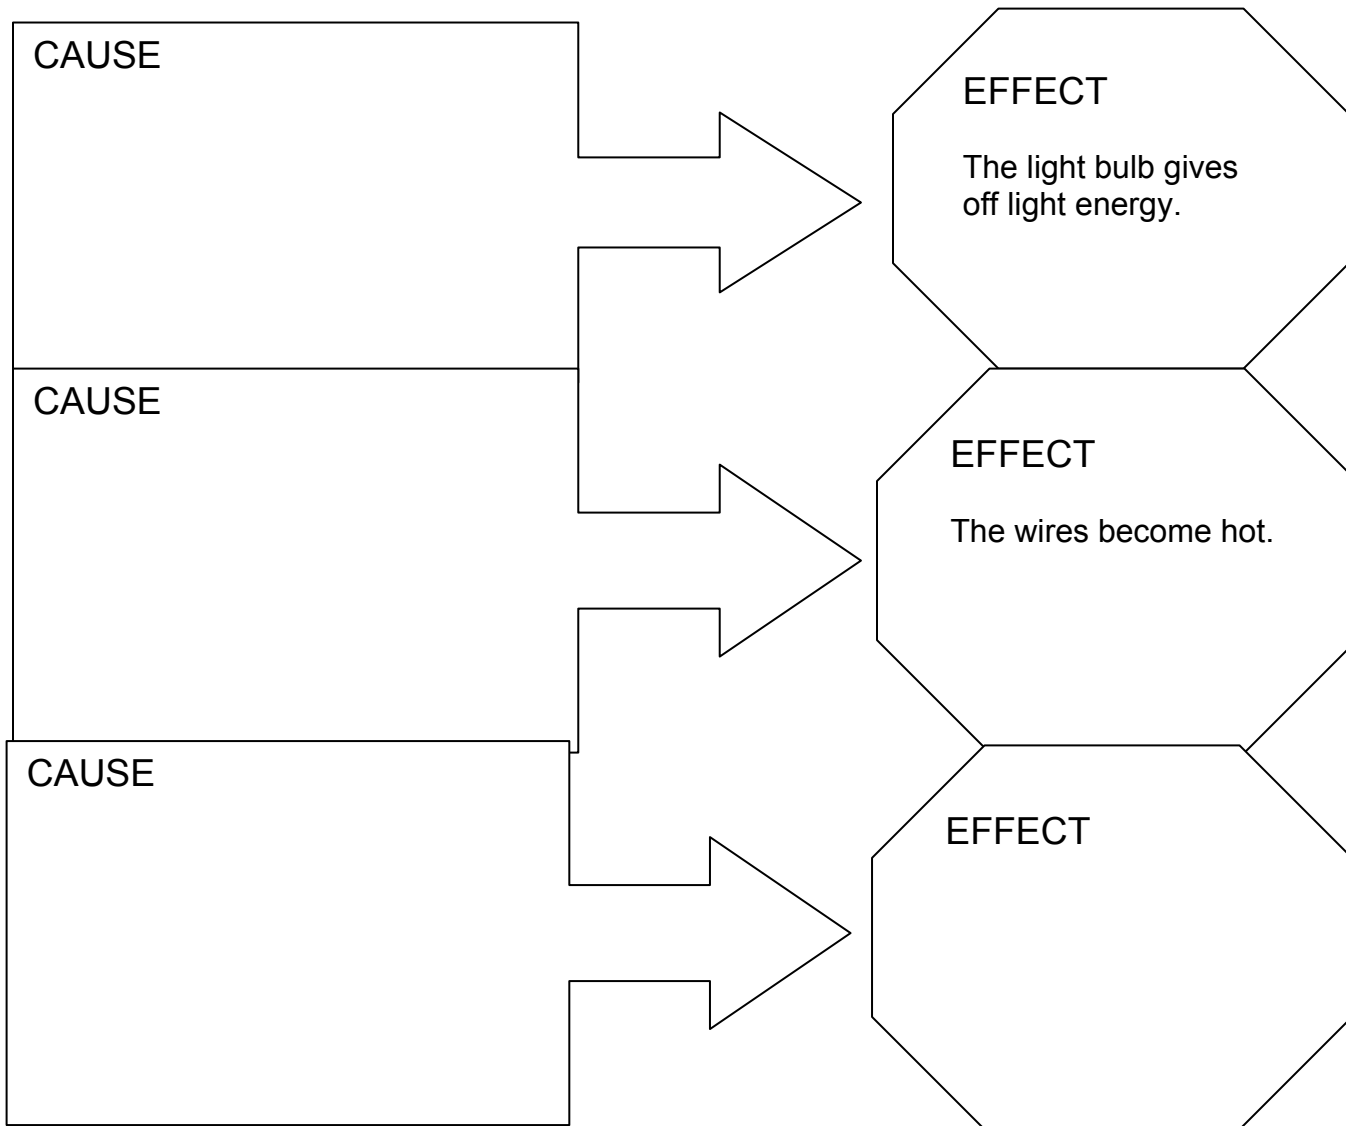 CAUSE
EFFECT
The light bulb gives
off light energy.
CAUSE
EFFECT
The wires become hot.
CAUSE
EFFECT